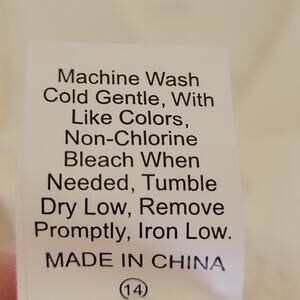 Machine Wash
Cold Gentle, With
Like Colors,
Non-Chlorine
Bleach When
Needed, Tumble
Dry Low, Remove
Promptly, Iron Low.
MADE IN CHINA
14